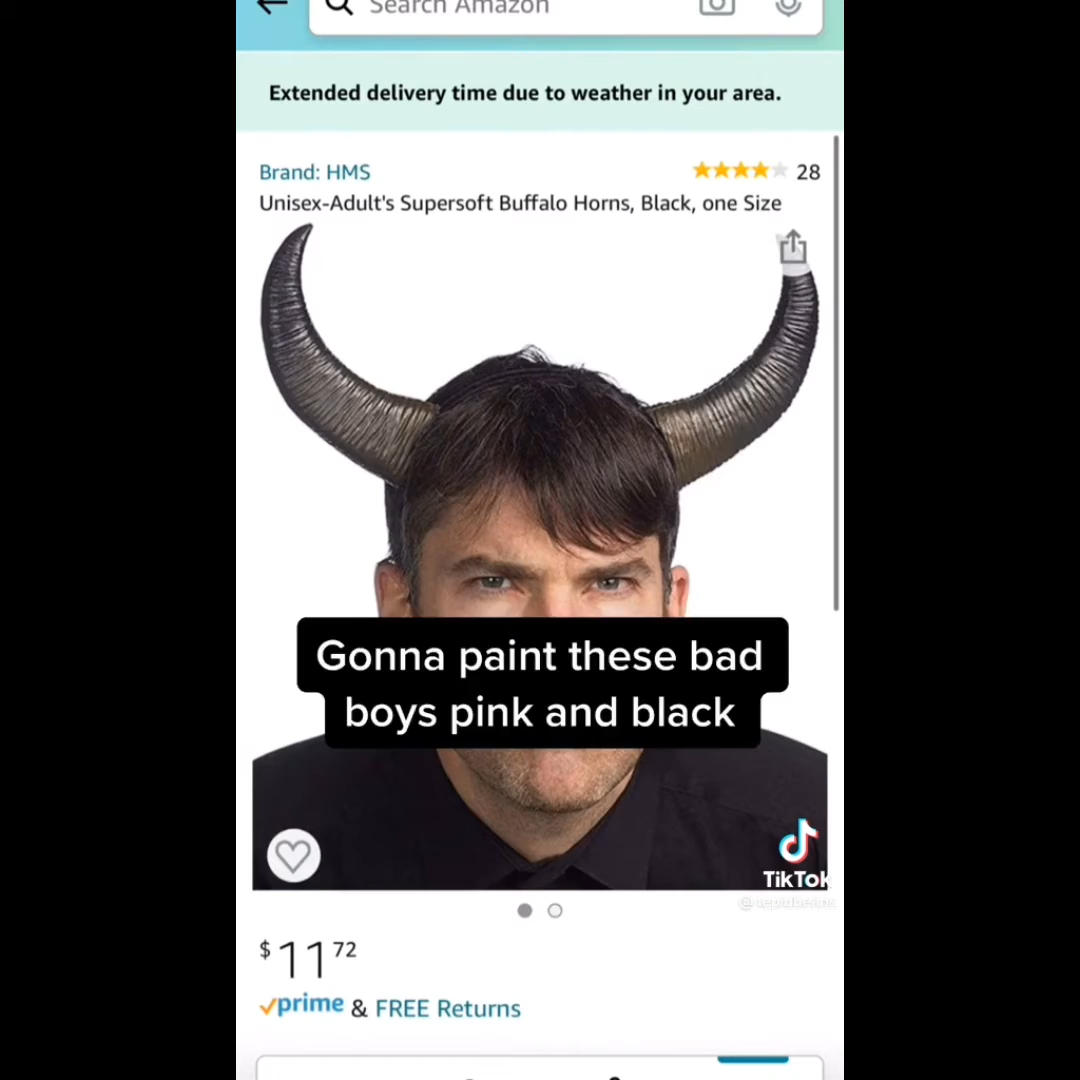 Search Amazon
Extended delivery time due to weather in your area.
Brand: HMS
28
Unisex-Adult's Supersoft Buffalo Horns, Black, one Size
Gonna paint these bad
boys pink and black
TikTok
$11 72
prime & FREE Returns